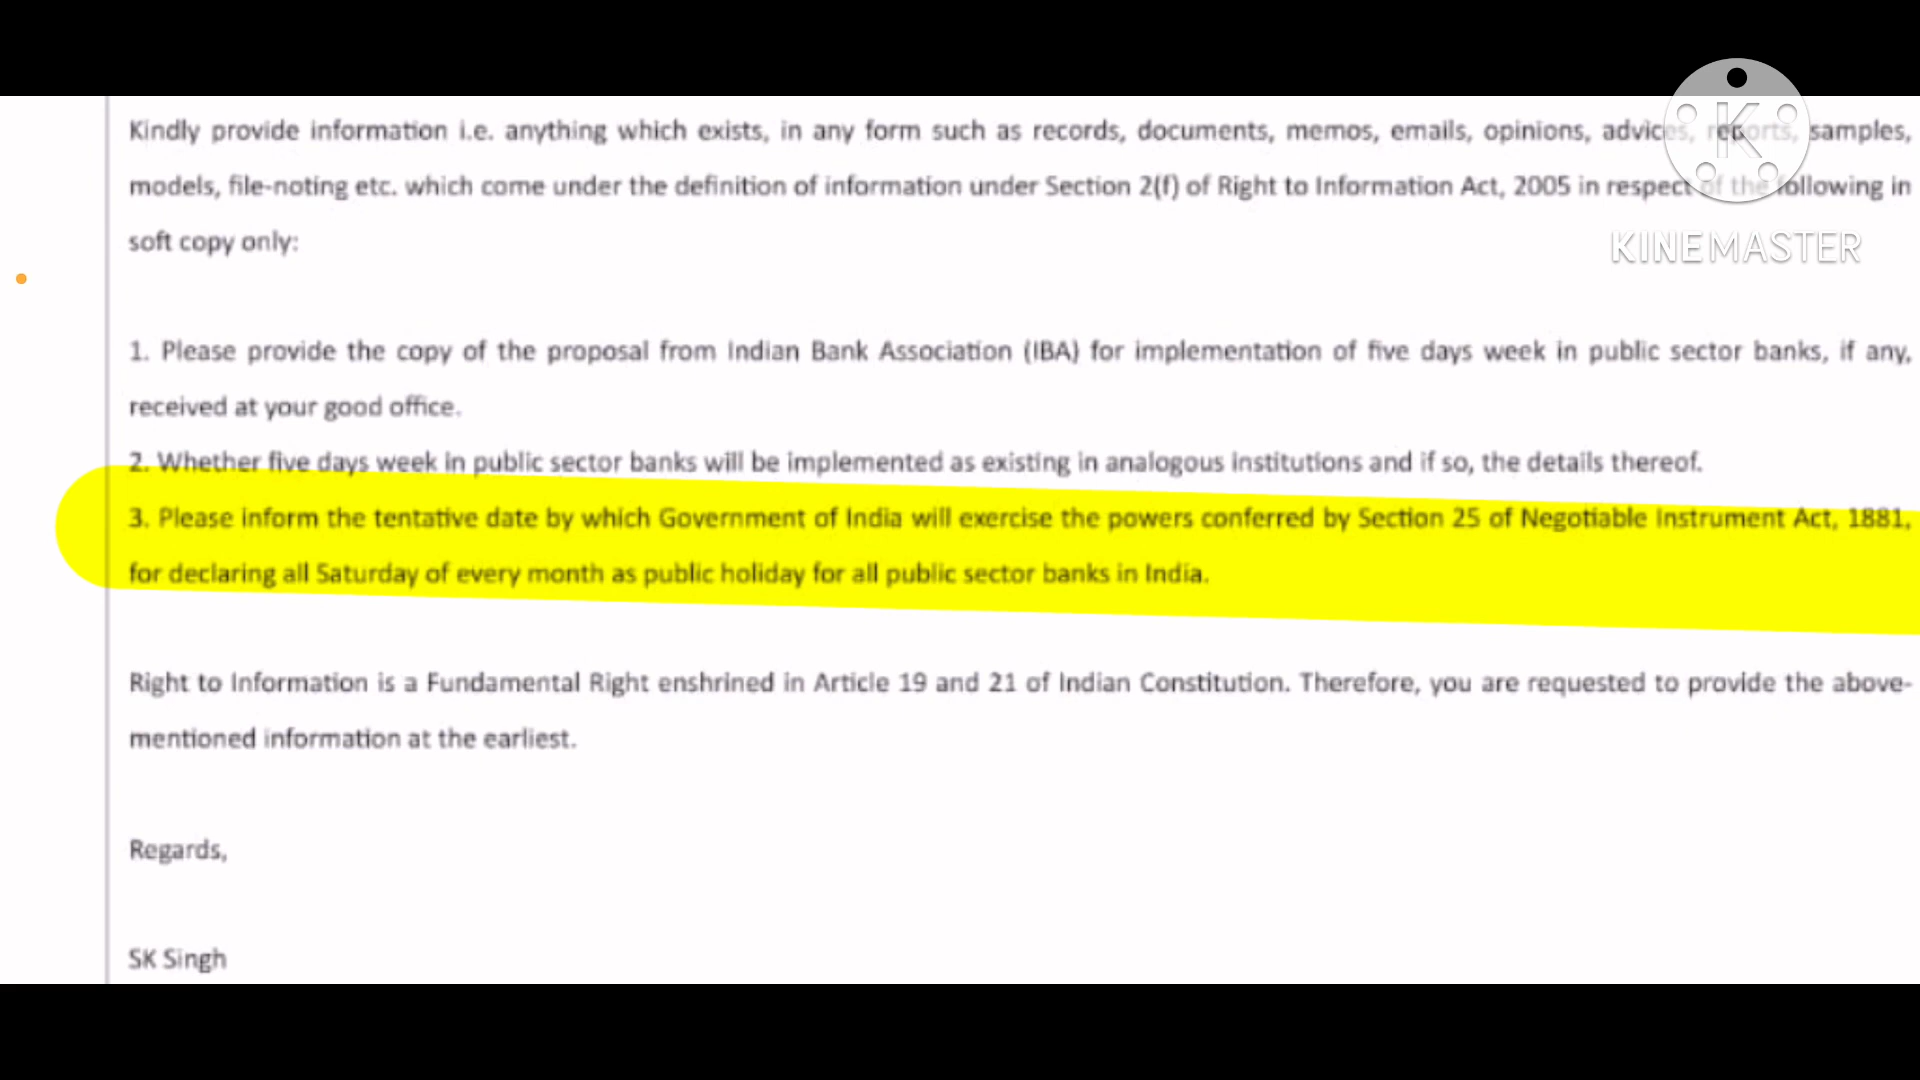 Kindly provide information i.e. anything which exists, in any form such as records, documents, memos, emails, opinions, advices, reports, samples,
models, file-noting etc. which come under the definition of information under Section 2(f) of Right to Information Act, 2005 in respect of the following in
soft copy only:
K
KINEMASTER
1. Please provide the copy of the proposal from Indian Bank Association (IBA) for implementation of five days week in public sector banks, if any,
received at your good office.
2. Whether five days week in public sector banks will be implemented as existing in analogous institutions and if so, the details thereof.
3. Please inform the tentative date by which Government of India will exercise the powers conferred by Section 25 of Negotiable Instrument Act, 1881,
for declaring all Saturday of every month as public holiday for all public sector banks in India.
Right to Information is a Fundamental Right enshrined in Article 19 and 21 of Indian Constitution. Therefore, you are requested to provide the above-
mentioned information at the earliest.
Regards,
SK Singh